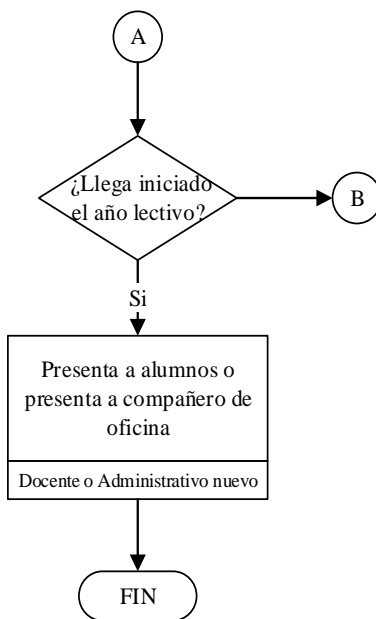 A
¿Llega iniciado
el año lectivo?
B
Si
Presenta a alumnos o
presenta a compañero de
oficina
Docente o Administrativo nuevo
FIN